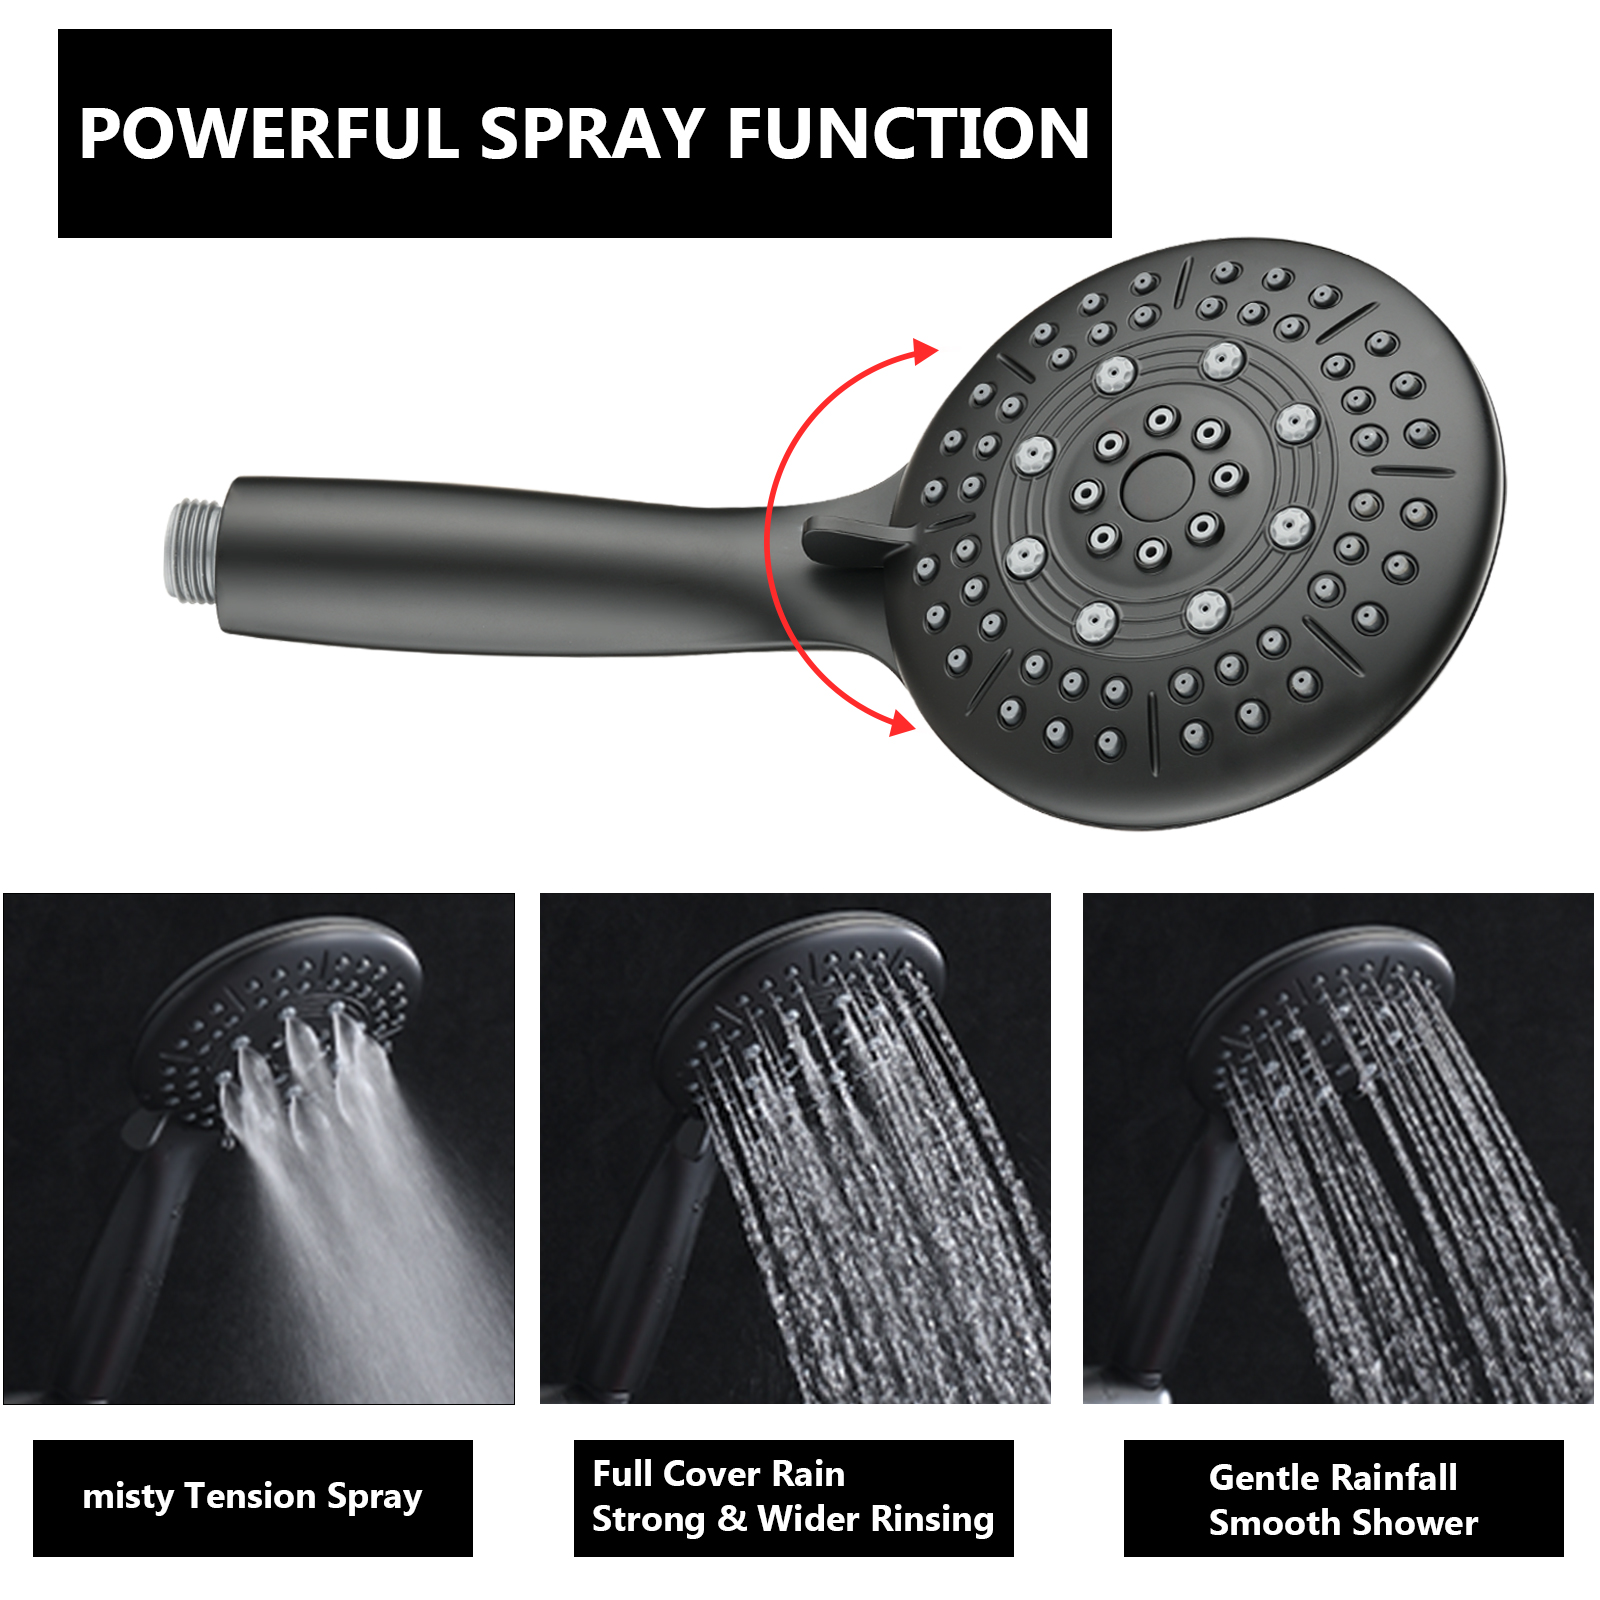 POWERFUL SPRAY FUNCTION
misty Tension Spray
Full Cover Rain
Strong & Wider Rinsing
Gentle Rainfall
Smooth Shower